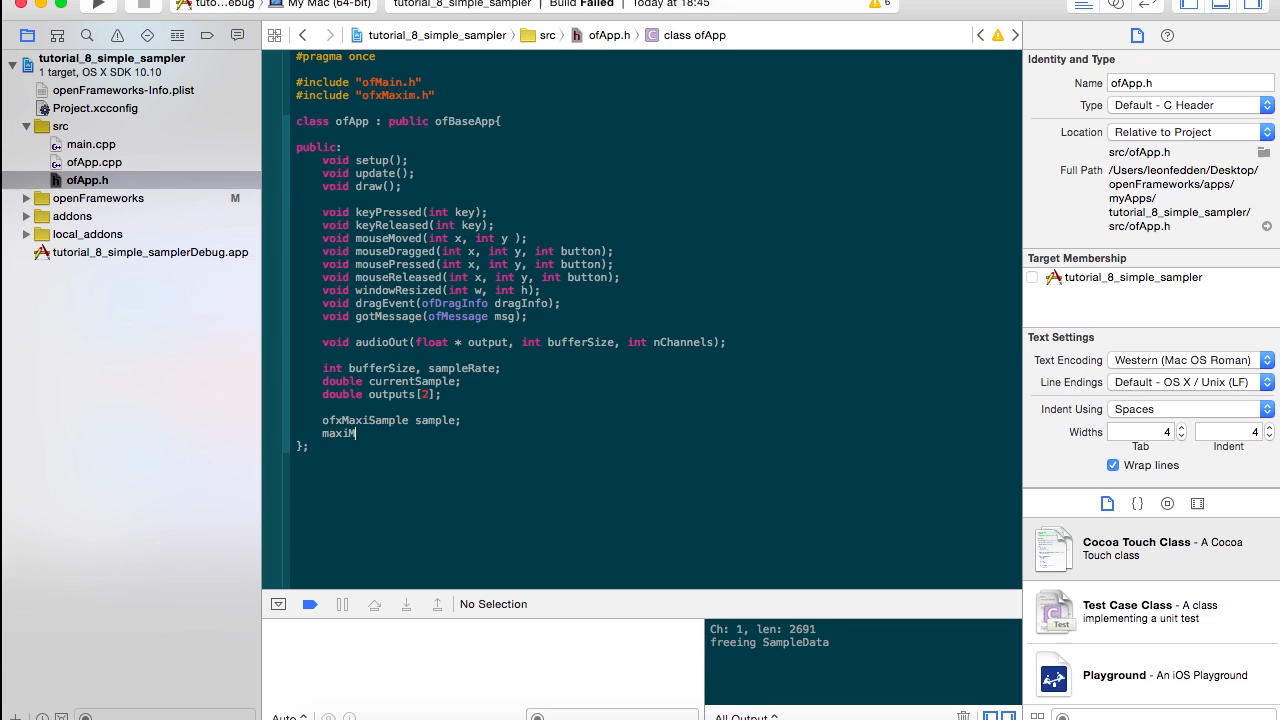 tuto...ebug 〉 My Mac (64-bit)
tutorial_8_simple_sampler | Build Failed | Today at 18:45
6
tutorial_8_simple_sampler 〉 src 〉 ofApp.h 〉 C class ofApp
tutorial_8_simple_sampler
1 target, OS X SDK 10.10
openFrameworks-Info.plist
Project.xcconfig
src
main.cpp
ofApp.cpp
ofApp.h
openFrameworks M
addons
local_addons
tutorial_8_simple_samplerDebug.app
#pragma once
#include "ofMain.h"
#include "ofxMaxim.h"
class ofApp : public ofBaseApp{
public:
void setup();
void update();
void draw();
void keyPressed(int key);
void keyReleased(int key);
void mouseMoved(int x, int y );
void mouseDragged(int x, int y, int button);
void mousePressed(int x, int y, int button);
void mouseReleased(int x, int y, int button);
void windowResized(int w, int h);
void dragEvent(ofDragInfo dragInfo);
void gotMessage(ofMessage msg);
void audioOut(float * output, int bufferSize, int nChannels);
int bufferSize, sampleRate;
double currentSample;
double outputs[2];
ofxMaxiSample sample;
maxiM
};
No Selection
Ch: 1, len: 2691
freeing SampleData
Auto
All Output
Identity and Type
Name ofApp.h
Type Default - C Header
Location Relative to Project
src/ofApp.h
Full Path /Users/leonfedden/Desktop/
openFrameworks/apps/
myApps/
tutorial_8_simple_sampler/
src/ofApp.h
Target Membership
tutorial_8_simple_sampler
Text Settings
Text Encoding Western (Mac OS Roman)
Line Endings Default - OS X / Unix (LF)
Indent Using Spaces
Widths 4 4
Tab Indent
Wrap lines
{ }
Cocoa Touch Class - A Cocoa
Touch class
C
Test
Test Case Class - A class
implementing a unit test
Playground - An iOS Playground